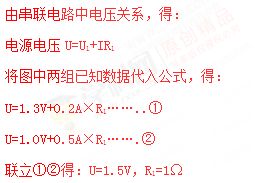 由串联电路中电压关系，得：
电源电压 U=U₁+IR₁
将图中两组已知数据代入公式，得：
U=1.3V+0.2A×R₁……..①
U=1.0V+0.5A×R₁…….②
联立①②得：U=1.5V，R₁=1Ω